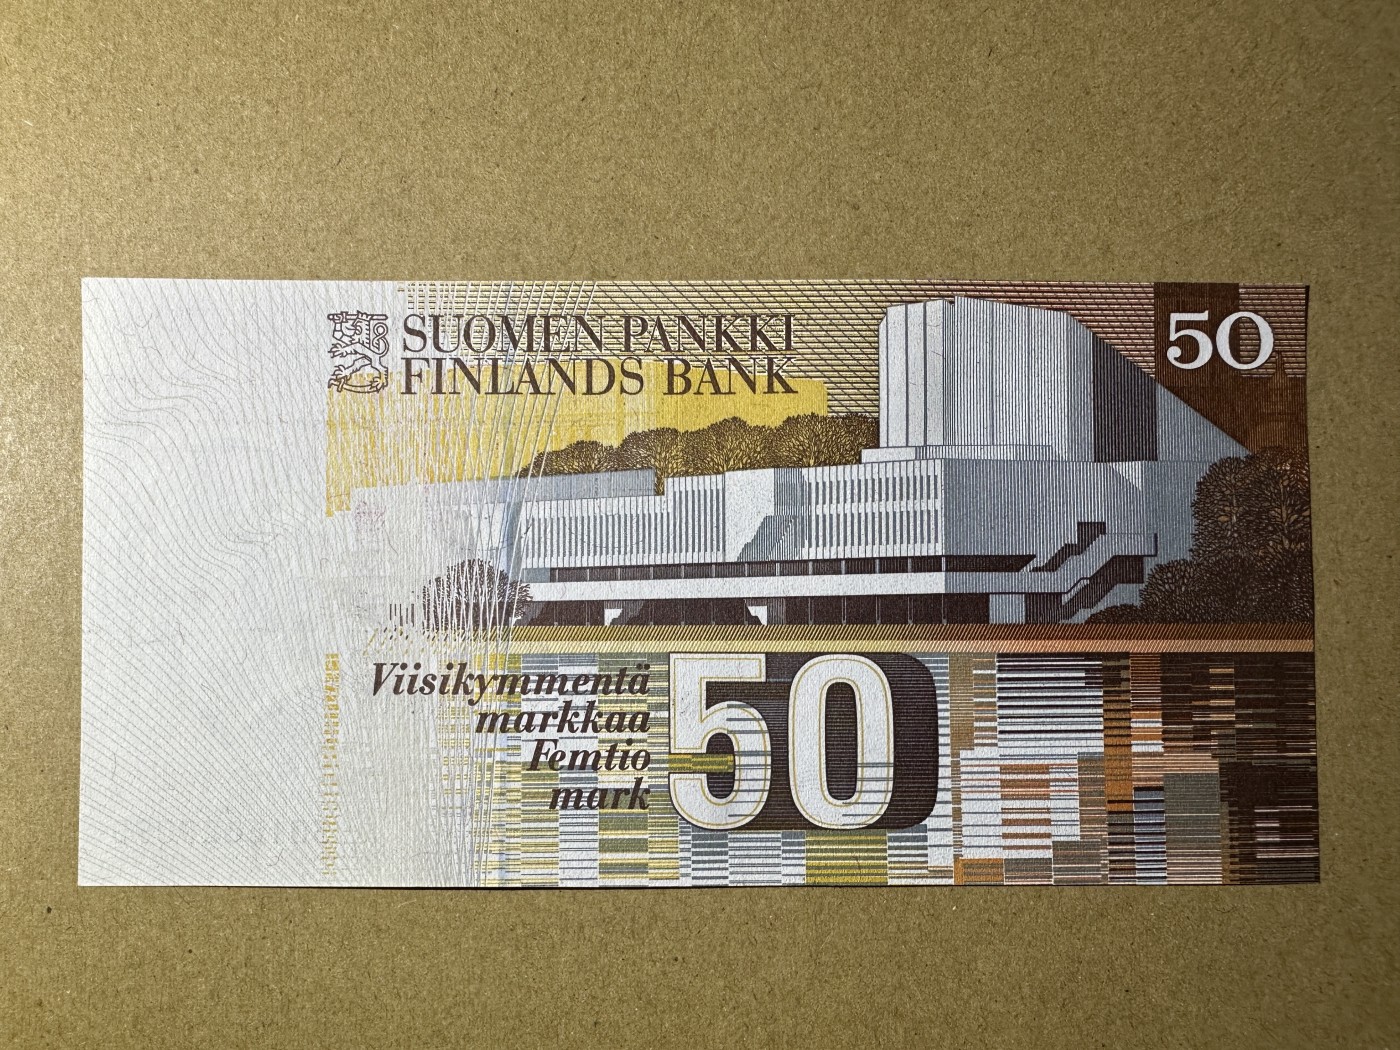 SUOMEN PANKKI
FINLANDS BANK
50
Viisikymmentä
markkaa
Femtio
mark
50